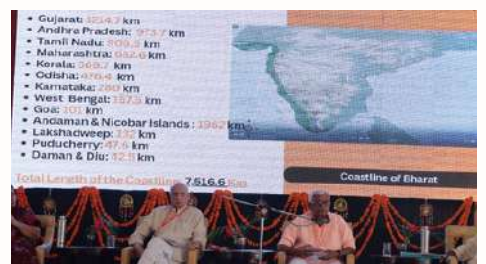 • Gujarat: 1214.7 km
• Andhra Pradesh: 973.7 km
• Tamil Nadu: 906.9 km
• Maharashtra: 652.6 km
• Kerala: 569.7 km
• Odisha: 476.4 km
• Karnataka: 280 km
• West Bengal: 157.5 km
• Goa: 101 km
• Andaman & Nicobar Islands : 1962 km
• Lakshadweep: 132 km
• Puducherry: 47.6 km
• Daman & Diu: 42.5 km
Total Length of the Coastline: 7,516.6 Km
Coastline of Bharat